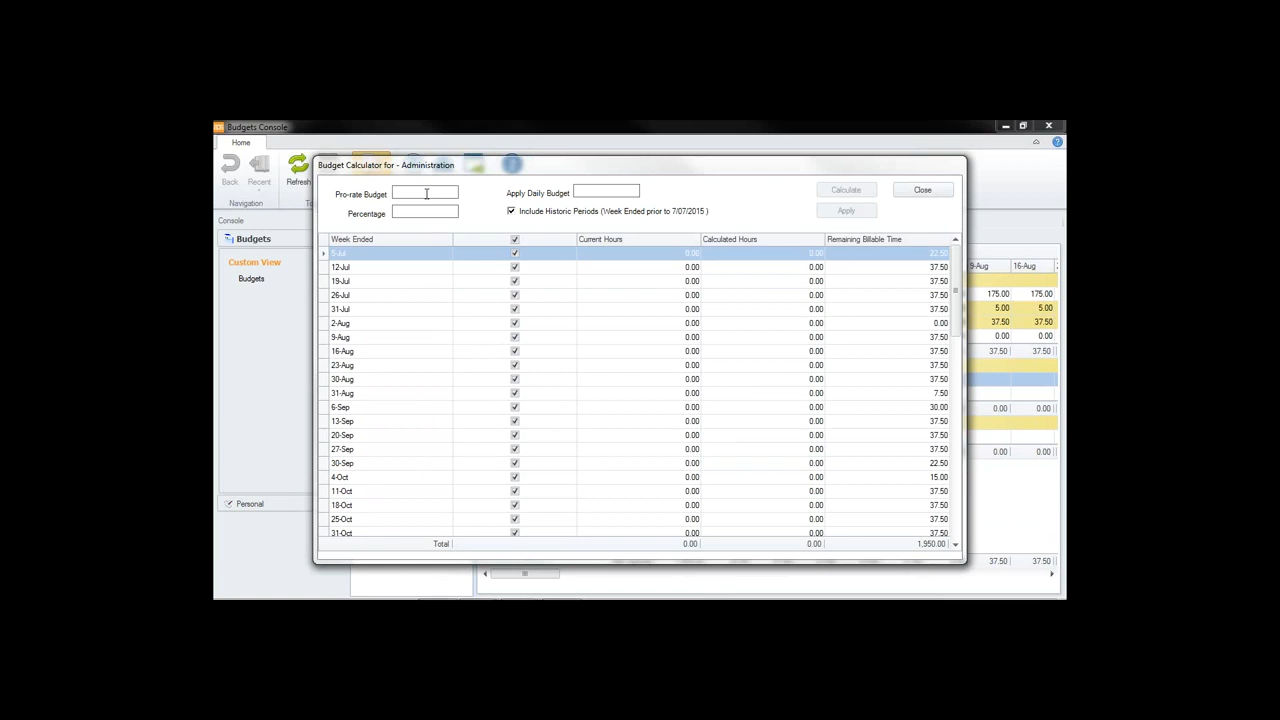 Budgets Console
Home
Back
Recent
Refresh
Navigation
Console
Budgets
Custom View
Budgets
Personal
Budget Calculator for - Administration
Pro-rate Budget
Apply Daily Budget
Calculate
Close
Percentage
Include Historic Periods (Week Ended prior to 7/07/2015 )
Apply
Week Ended Current Hours Calculated Hours Remaining Billable Time
5-Jul 0.00 0.00 22.50
12-Jul 0.00 0.00 37.50
19-Jul 0.00 0.00 37.50
26-Jul 0.00 0.00 37.50
31-Jul 0.00 0.00 37.50
2-Aug 0.00 0.00 0.00
9-Aug 0.00 0.00 37.50
16-Aug 0.00 0.00 37.50
23-Aug 0.00 0.00 37.50
30-Aug 0.00 0.00 37.50
31-Aug 0.00 0.00 7.50
6-Sep 0.00 0.00 30.00
13-Sep 0.00 0.00 37.50
20-Sep 0.00 0.00 37.50
27-Sep 0.00 0.00 37.50
30-Sep 0.00 0.00 22.50
4-Oct 0.00 0.00 15.00
11-Oct 0.00 0.00 37.50
18-Oct 0.00 0.00 37.50
25-Oct 0.00 0.00 37.50
31-Oct 0.00 0.00 37.50
Total 0.00 0.00 1,950.00
9-Aug 16-Aug
175.00 175.00
5.00 5.00
37.50 37.50
0.00 0.00
37.50 37.50
0.00 0.00
0.00 0.00
37.50 37.50